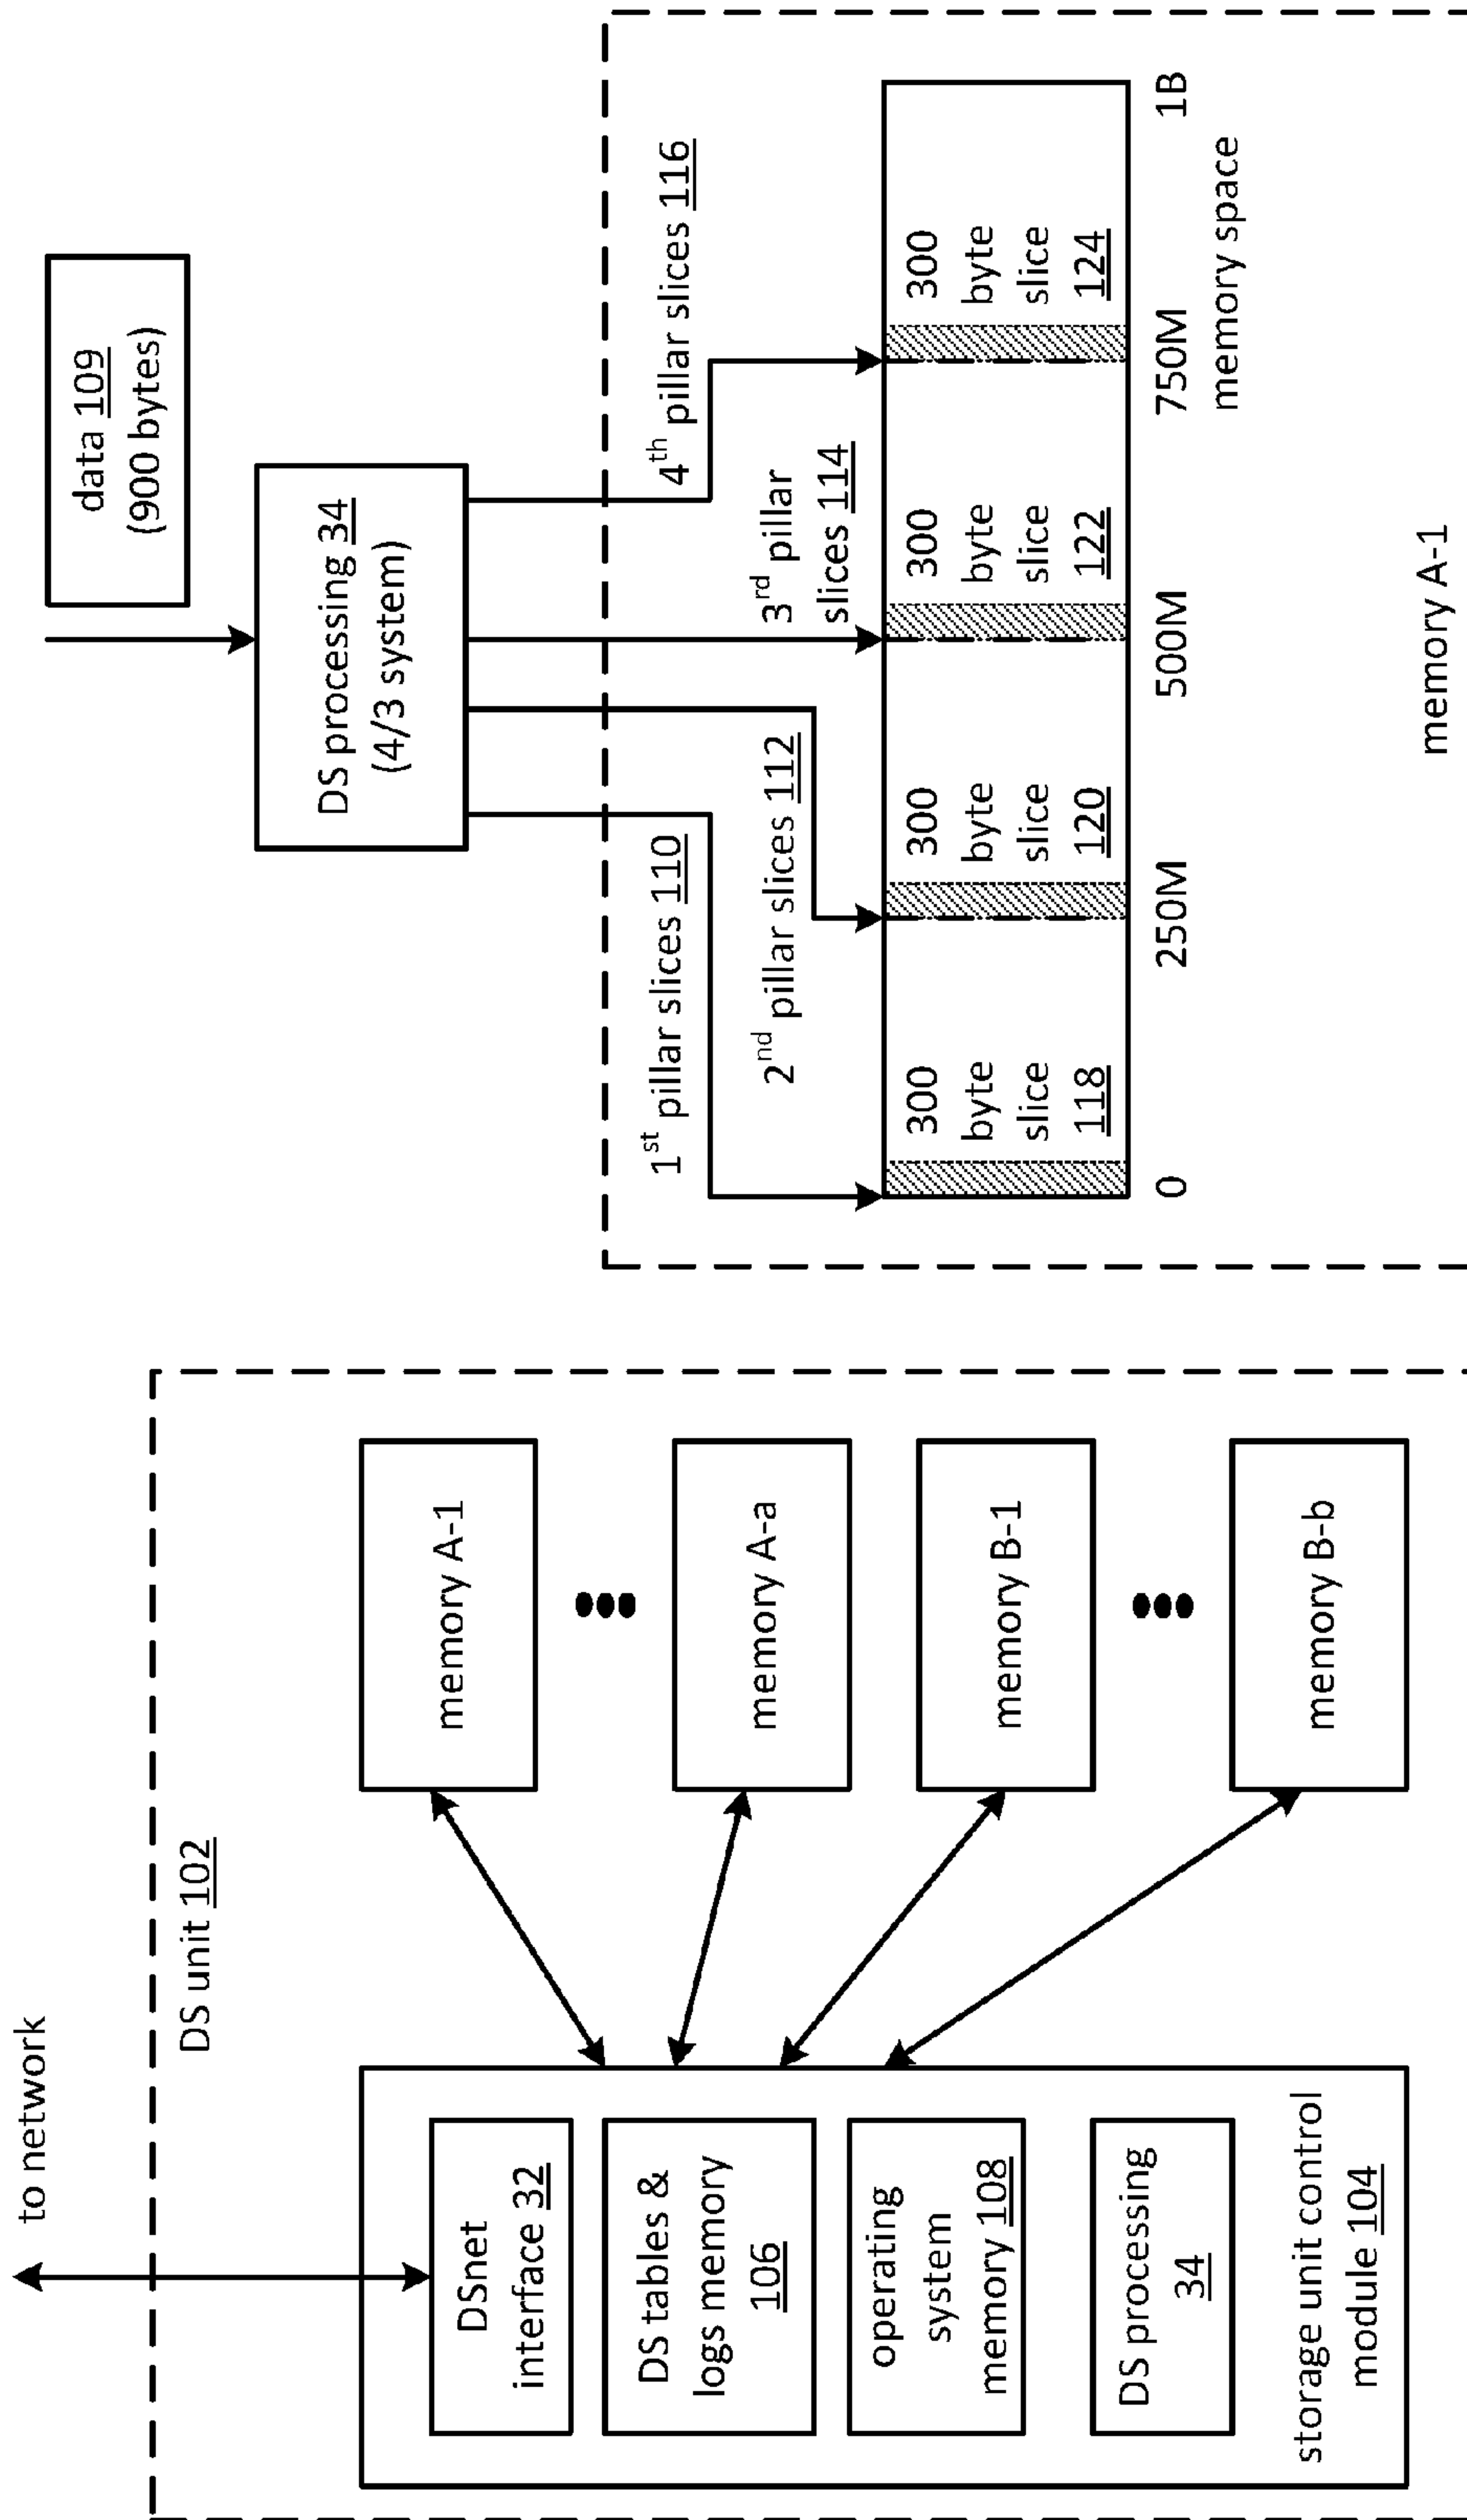 to network
DS unit 102
DSnet
interface 32
DS tables &
logs memory
106
operating
system
memory 108
DS processing
34
storage unit control
module 104
memory A-1
memory A-a
memory B-1
memory B-b
data 109
(900 bytes)
DS processing 34
(4/3 system)
1st pillar slices 110
2nd pillar slices 112
3rd pillar
slices 114
4th pillar slices 116
300
byte
slice
118
300
byte
slice
120
300
byte
slice
122
300
byte
slice
124
0
250M
500M
750M
1B
memory space
memory A-1